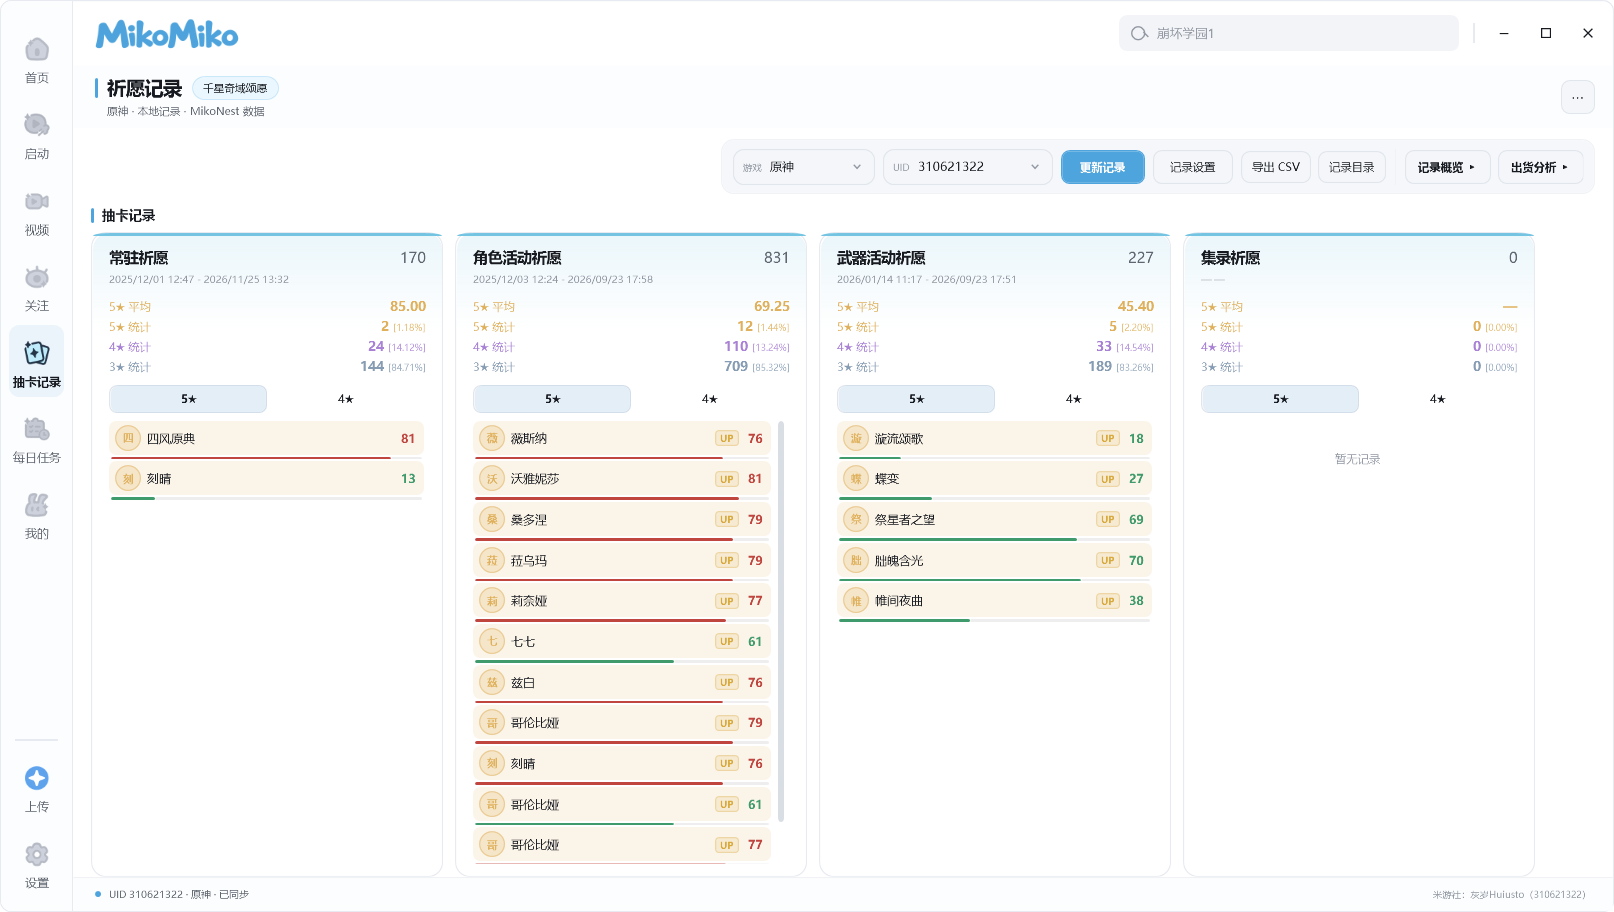 MikoMiko
崩坏学园1
首页
启动
视频
关注
抽卡记录
每日任务
我的
上传
设置
祈愿记录
千星奇域颂愿
原神 · 本地记录 · MikoNest 数据
...
游戏 原神
UID 310621322
更新记录
记录设置
导出 CSV
记录目录
记录概览 ▸
出货分析 ▸
抽卡记录
常驻祈愿 170
2025/12/01 12:47 - 2026/11/25 13:32
5★ 平均 85.00
5★ 统计 2 [1.18%]
4★ 统计 24 [14.12%]
3★ 统计 144 [84.71%]
5★ 4★
四 四风原典 81
刻 刻晴 13
角色活动祈愿 831
2025/12/03 12:24 - 2026/09/23 17:58
5★ 平均 69.25
5★ 统计 12 [1.44%]
4★ 统计 110 [13.24%]
3★ 统计 709 [85.32%]
5★ 4★
薇 薇斯纳 UP 76
沃 沃雅妮莎 UP 81
桑 桑多涅 UP 79
菈 菈乌玛 UP 79
莉 莉奈娅 UP 77
七 七七 UP 61
兹 兹白 UP 76
哥 哥伦比娅 UP 79
刻 刻晴 UP 76
哥 哥伦比娅 UP 61
哥 哥伦比娅 UP 77
武器活动祈愿 227
2026/01/14 11:17 - 2026/09/23 17:51
5★ 平均 45.40
5★ 统计 5 [2.20%]
4★ 统计 33 [14.54%]
3★ 统计 189 [83.26%]
5★ 4★
漩 漩流颂歌 UP 18
蝶 蝶变 UP 27
祭 祭星者之望 UP 69
朏 朏魄含光 UP 70
帷 帷间夜曲 UP 38
集录祈愿 0
— —
5★ 平均 —
5★ 统计 0 [0.00%]
4★ 统计 0 [0.00%]
3★ 统计 0 [0.00%]
5★ 4★
暂无记录
UID 310621322 · 原神 · 已同步
米游社：灰岁Huiusto（310621322）